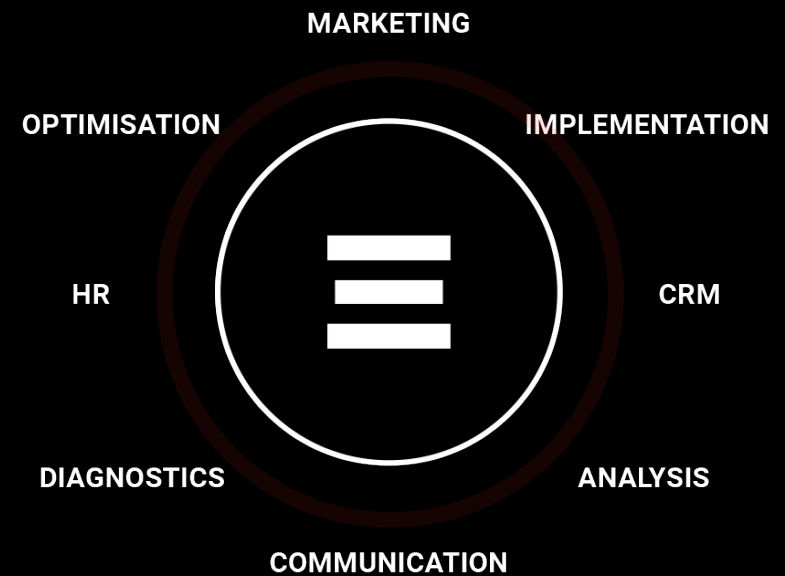 MARKETING
OPTIMISATION
IMPLEMENTATION
HR
CRM
DIAGNOSTICS
ANALYSIS
COMMUNICATION